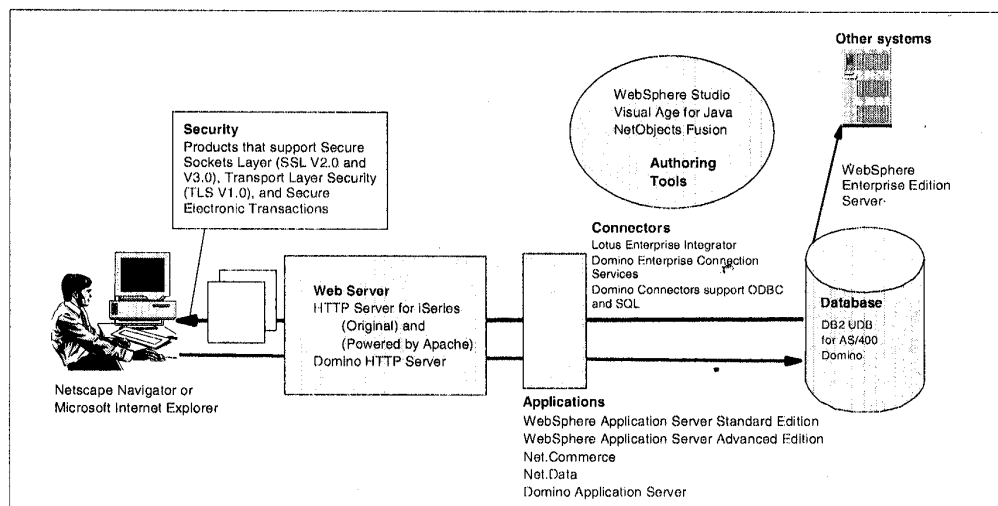 Other systems
WebSphere Studio
Visual Age for Java
NetObjects Fusion
Authoring
Tools
Security
Products that support Secure
Sockets Layer (SSL V2.0 and
V3.0), Transport Layer Security
(TLS V1.0), and Secure
Electronic Transactions
WebSphere
Enterprise Edition
Server
Connectors
Lotus Enterprise Integrator
Domino Enterprise Connection
Services
Domino Connectors support ODBC
and SQL
Web Server
HTTP Server for iSeries
(Original) and
(Powered by Apache)
Domino HTTP Server
Database
DB2 UDB
for AS/400
Domino
Netscape Navigator or
Microsoft Internet Explorer
Applications
WebSphere Application Server Standard Edition
WebSphere Application Server Advanced Edition
Net.Commerce
Net.Data
Domino Application Server